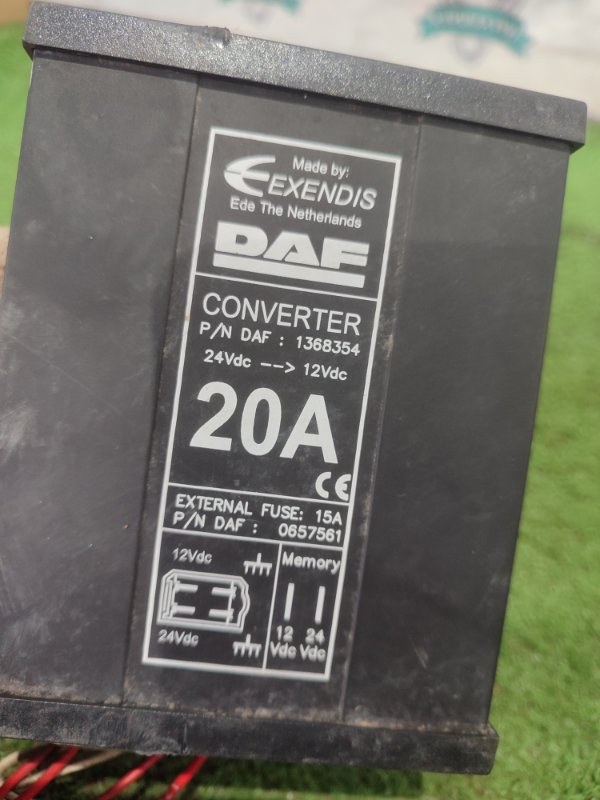 Made by:
EXENDIS
Ede The Netherlands
DAF
CONVERTER
P/N DAF : 1368354
24Vdc --> 12Vdc
20A
CE
EXTERNAL FUSE: 15A
P/N DAF : 0657561
12Vdc
Memory
24Vdc
12 24
Vdc Vdc